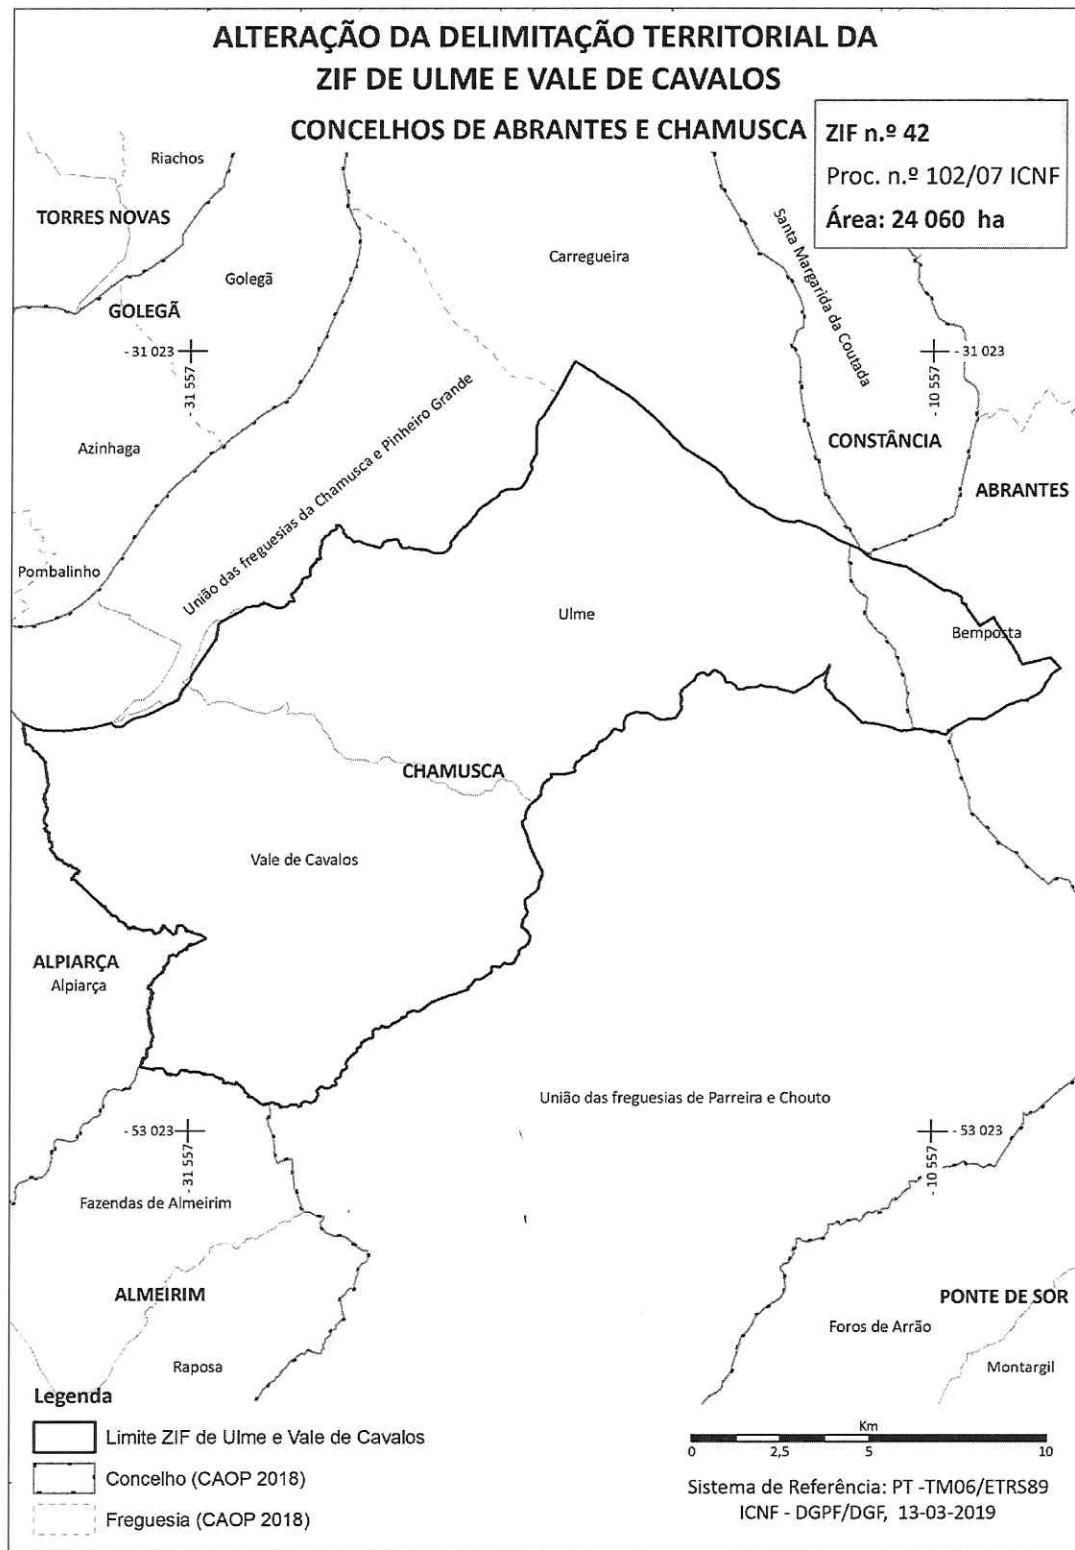 ALTERAÇÃO DA DELIMITAÇÃO TERRITORIAL DA
ZIF DE ULME E VALE DE CAVALOS
CONCELHOS DE ABRANTES E CHAMUSCA
ZIF n.º 42
Proc. n.º 102/07 ICNF
Área: 24 060 ha
Riachos
TORRES NOVAS
Golegã
GOLEGÃ
Carregueira
Santa Margarida da Coutada
- 31 023
- 31 557
- 31 023
- 10 557
Azinhaga
CONSTÂNCIA
ABRANTES
União das freguesias da Chamusca e Pinheiro Grande
Pombalinho
Ulme
Bemposta
CHAMUSCA
Vale de Cavalos
ALPIARÇA
Alpiarça
União das freguesias de Parreira e Chouto
- 53 023
- 31 557
- 53 023
- 10 557
Fazendas de Almeirim
ALMEIRIM
PONTE DE SOR
Foros de Arrão
Raposa
Montargil
Legenda
Limite ZIF de Ulme e Vale de Cavalos
Concelho (CAOP 2018)
Freguesia (CAOP 2018)
Km
0 2,5 5 10
Sistema de Referência: PT -TM06/ETRS89
ICNF - DGPF/DGF, 13-03-2019